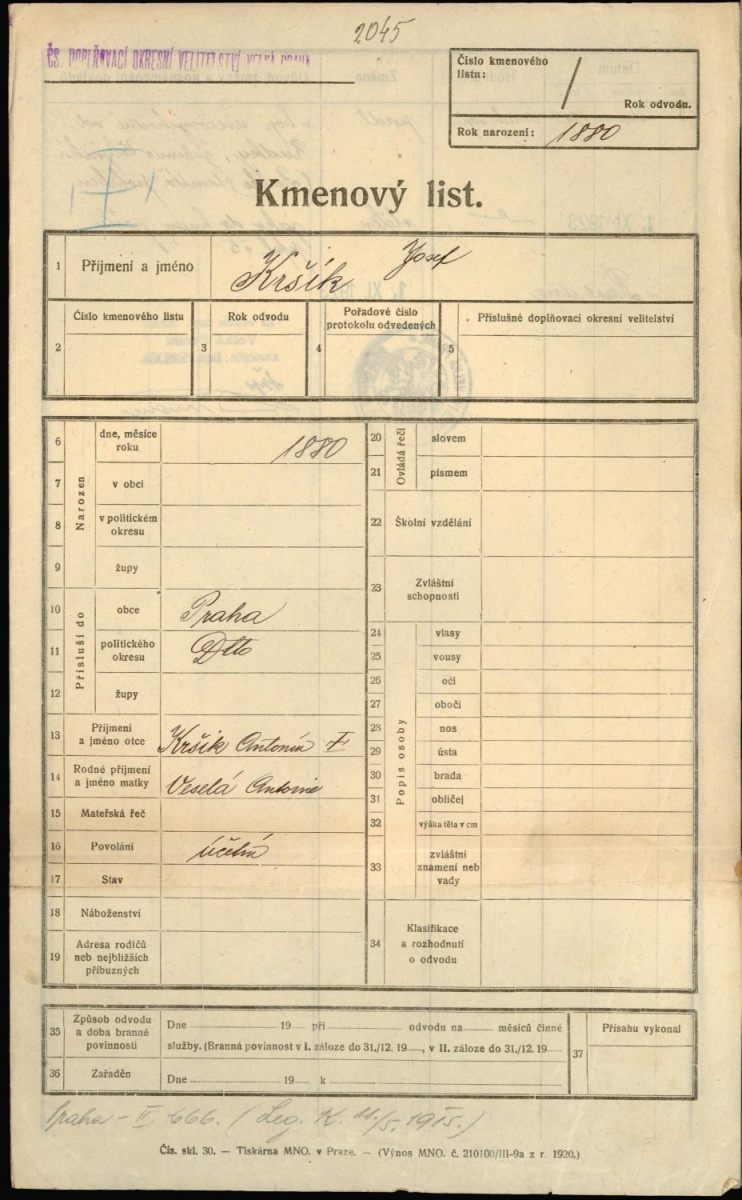 2045
ČS. DOPLŇOVACÍ OKRESNÍ VELITELSTVÍ VELKÁ PRAHA
Číslo kmenového listu: /
Rok odvodu.
Rok narození: 1880
I
Kmenový list.
1 Příjmení a jméno Kršík Josef
2 Číslo kmenového listu
3 Rok odvodu
4 Pořadové číslo protokolu odvedených
5 Příslušné doplňovací okresní velitelství
Narozen
6 dne, měsíce roku 1880
7 v obci
8 v politickém okresu
9 župy
Přísluší do
10 obce Praha
11 politického okresu Dtto
12 župy
13 Příjmení a jméno otce Kršik Antonín †
14 Rodné příjmení a jméno matky Veselá Antonie
15 Mateřská řeč
16 Povolání účetní
17 Stav
18 Náboženství
19 Adresa rodičů neb nejbližších příbuzných
Ovládá řeči
20 slovem
21 písmem
22 Školní vzdělání
23 Zvláštní schopnosti
Popis osoby
24 vlasy
25 vousy
26 oči
27 obočí
28 nos
29 ústa
30 brada
31 obličej
32 výška těla v cm
33 zvláštní znamení neb vady
34 Klasifikace a rozhodnutí o odvodu
35 Způsob odvodu a doba branné povinnosti
Dne 19 při odvodu na měsíců činné
služby. (Branná povinnost v I. záloze do 31./12. 19 , v II. záloze do 31./12. 19
36 Zařaděn
Dne 19 k
37 Přísahu vykonal
Praha - II. 666. (Leg. K. 11./5. 1915.)
Čís. skl. 30. — Tiskárna MNO. v Praze. — (Výnos MNO. č. 210100/III-9a z r. 1920.)